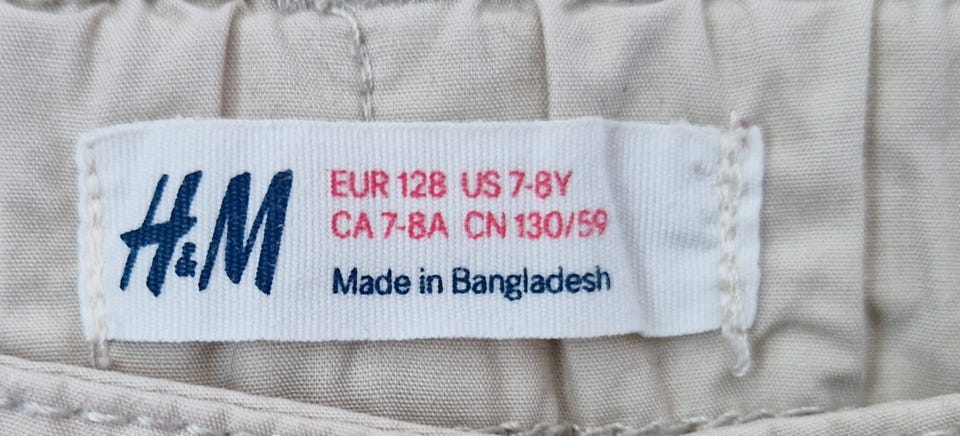 H&M
EUR 128 US 7-8Y
CA 7-8A CN 130/59
Made in Bangladesh